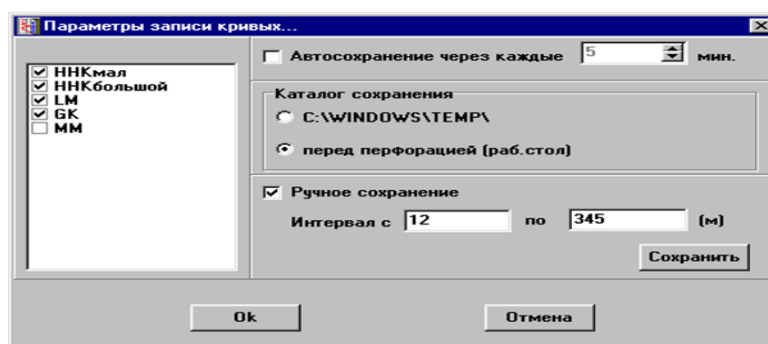 Параметры записи кривых...
ННКмал
ННКбольшой
LM
GK
MM
Автосохранение через каждые 5 мин.
Каталог сохранения
C:\WINDOWS\TEMP\
перед перфорацией (раб.стол)
Ручное сохранение
Интервал с 12 по 345 (м)
Сохранить
Ok Отмена